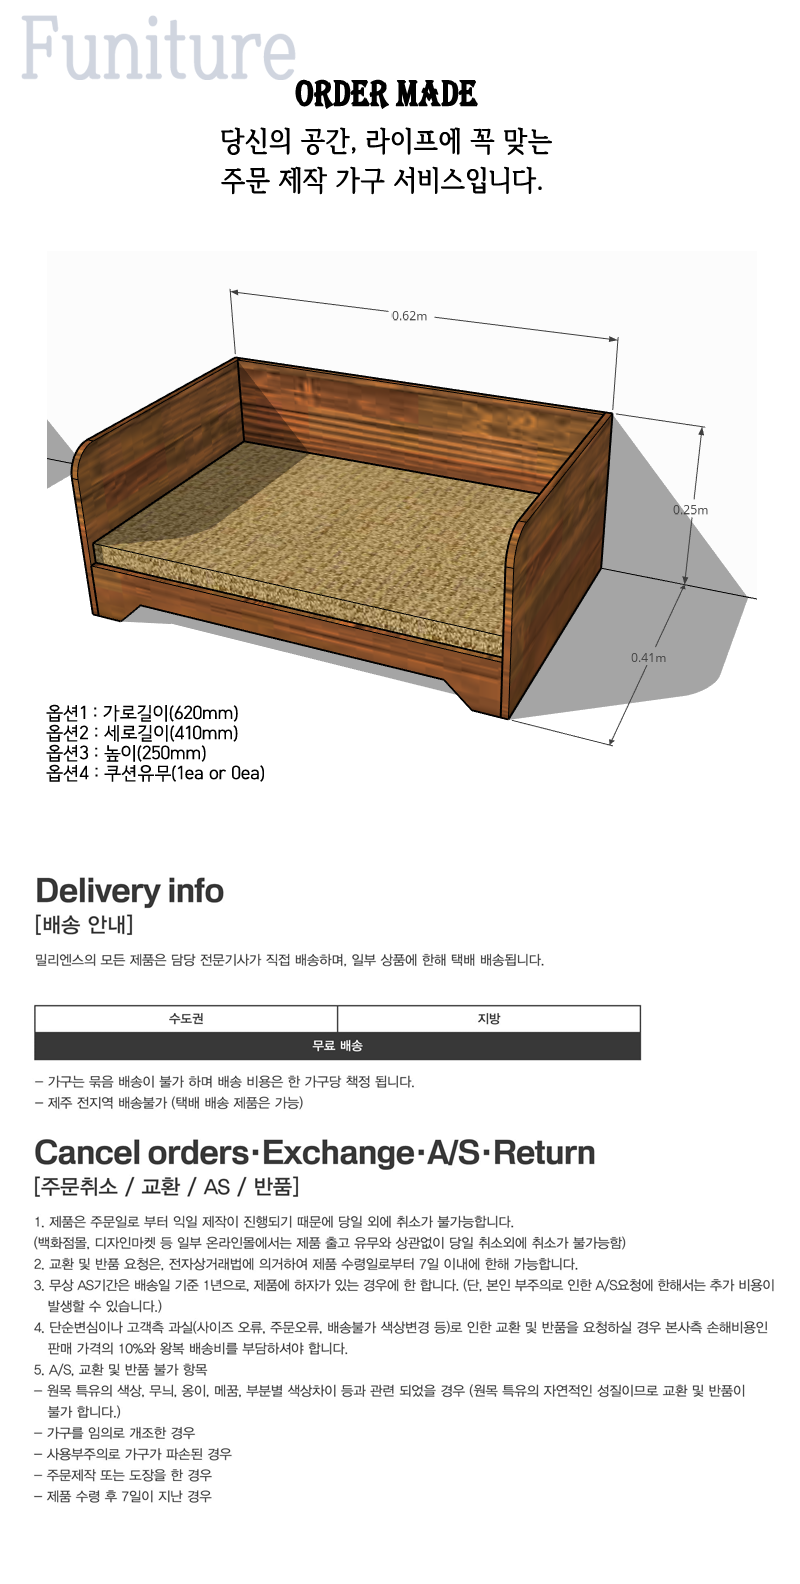 Funiture
ORDER MADE
당신의 공간, 라이프에 꼭 맞는
주문 제작 가구 서비스입니다.
0.62m
0.25m
0.41m
옵션1 : 가로길이(620mm)
옵션2 : 세로길이(410mm)
옵션3 : 높이(250mm)
옵션4 : 쿠션유무(1ea or 0ea)
Delivery info
[배송 안내]
밀리엔스의 모든 제품은 담당 전문기사가 직접 배송하며, 일부 상품에 한해 택배 배송됩니다.
수도권 지방
무료 배송
– 가구는 묶음 배송이 불가 하며 배송 비용은 한 가구당 책정 됩니다.
– 제주 전지역 배송불가 (택배 배송 제품은 가능)
Cancel orders·Exchange·A/S·Return
[주문취소 / 교환 / AS / 반품]
1. 제품은 주문일로 부터 익일 제작이 진행되기 때문에 당일 외에 취소가 불가능합니다.
(백화점몰, 디자인마켓 등 일부 온라인몰에서는 제품 출고 유무와 상관없이 당일 취소외에 취소가 불가능함)
2. 교환 및 반품 요청은, 전자상거래법에 의거하여 제품 수령일로부터 7일 이내에 한해 가능합니다.
3. 무상 AS기간은 배송일 기준 1년으로, 제품에 하자가 있는 경우에 한 합니다. (단, 본인 부주의로 인한 A/S요청에 한해서는 추가 비용이
발생할 수 있습니다.)
4. 단순변심이나 고객측 과실(사이즈 오류, 주문오류, 배송불가 색상변경 등)로 인한 교환 및 반품을 요청하실 경우 본사측 손해비용인
판매 가격의 10%와 왕복 배송비를 부담하셔야 합니다.
5. A/S, 교환 및 반품 불가 항목
– 원목 특유의 색상, 무늬, 옹이, 메꿈, 부분별 색상차이 등과 관련 되었을 경우 (원목 특유의 자연적인 성질이므로 교환 및 반품이
불가 합니다.)
– 가구를 임의로 개조한 경우
– 사용부주의로 가구가 파손된 경우
– 주문제작 또는 도장을 한 경우
– 제품 수령 후 7일이 지난 경우